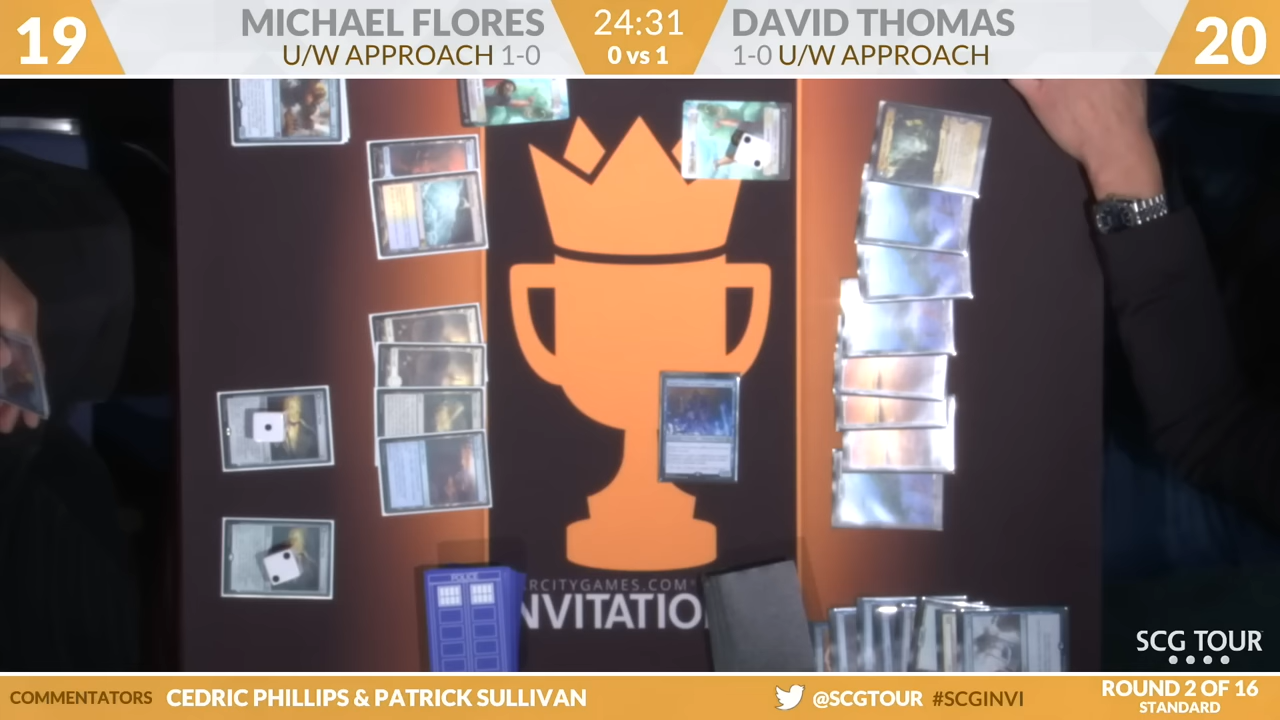 19
MICHAEL FLORES
U/W APPROACH 1-0
24:31
0 vs 1
DAVID THOMAS
1-0 U/W APPROACH
20
POLICE
RCITYGAMES.COM
NVITATIO
SCG TOUR
COMMENTATORS CEDRIC PHILLIPS & PATRICK SULLIVAN
@SCGTOUR #SCGINVI
ROUND 2 OF 16
STANDARD